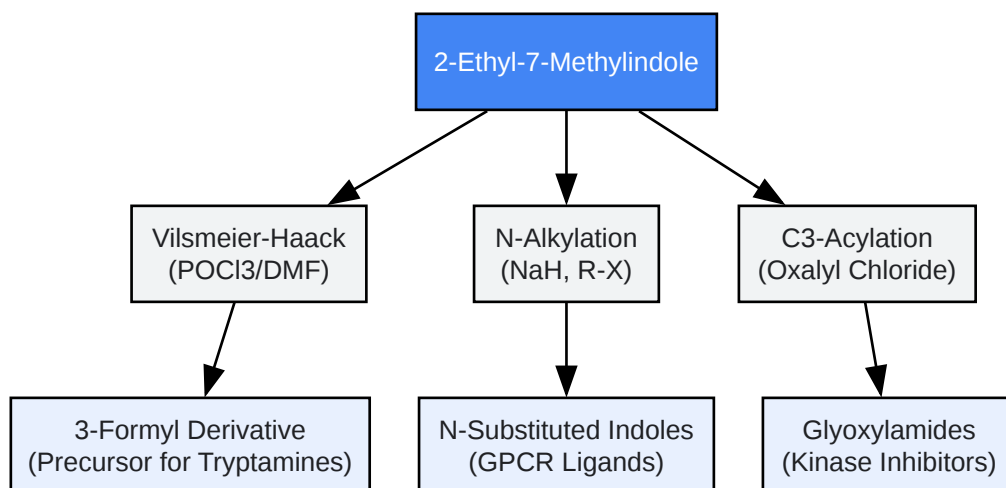 2-Ethyl-7-Methylindole
Vilsmeier-Haack
(POCl3/DMF)
N-Alkylation
(NaH, R-X)
C3-Acylation
(Oxalyl Chloride)
3-Formyl Derivative
(Precursor for Tryptamines)
N-Substituted Indoles
(GPCR Ligands)
Glyoxylamides
(Kinase Inhibitors)